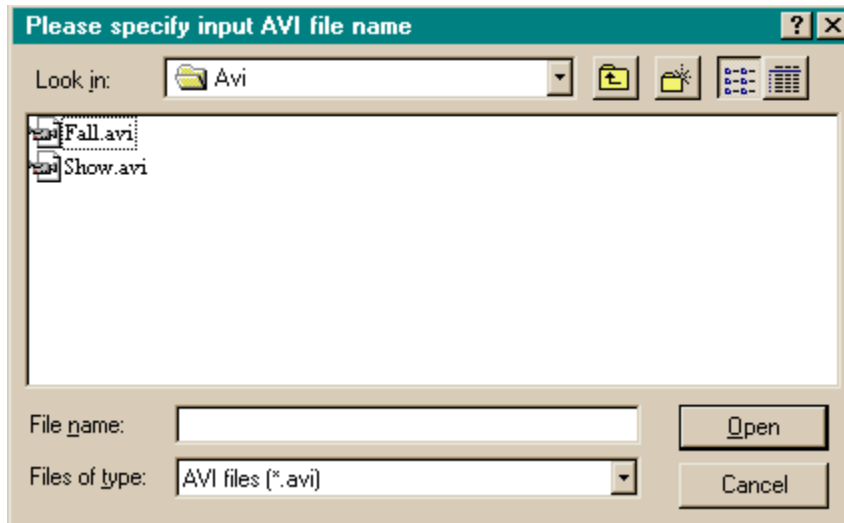 Please specify input AVI file name
Look in: Avi
Fall.avi
Show.avi
File name: Open
Files of type: AVI files (*.avi) Cancel